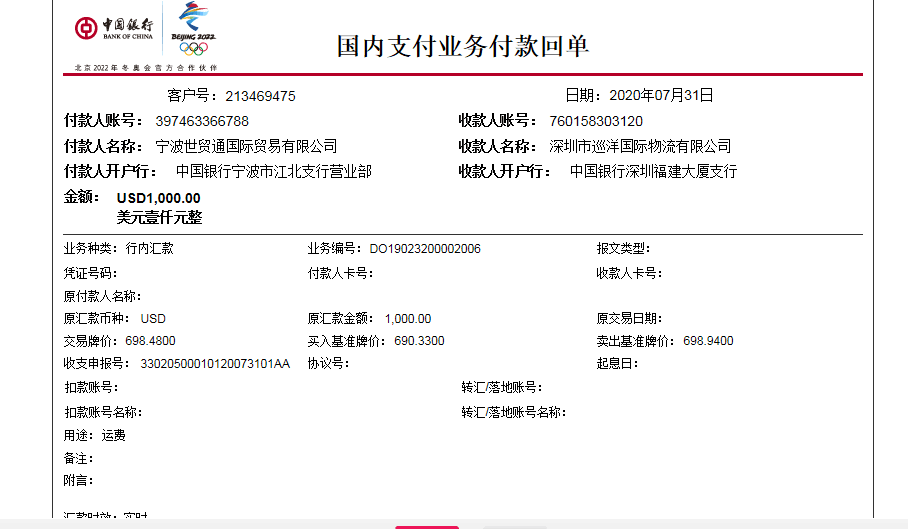 中国银行 BEIJING 2022
BANK OF CHINA
北京2022年冬奥会官方合作伙伴
国内支付业务付款回单
客户号：213469475 日期：2020年07月31日
付款人账号： 397463366788 收款人账号： 760158303120
付款人名称： 宁波世贸通国际贸易有限公司 收款人名称： 深圳市巡洋国际物流有限公司
付款人开户行： 中国银行宁波市江北支行营业部 收款人开户行： 中国银行深圳福建大厦支行
金额： USD1,000.00
美元壹仟元整
业务种类：行内汇款 业务编号：DO19023200002006 报文类型：
凭证号码： 付款人卡号： 收款人卡号：
原付款人名称：
原汇款币种： USD 原汇款金额： 1,000.00 原交易日期：
交易牌价：698.4800 买入基准牌价：690.3300 卖出基准牌价：698.9400
收支申报号： 33020500010120073101AA 协议号： 起息日：
扣款账号： 转汇/落地账号：
扣款账号名称： 转汇/落地账号名称：
用途：运费
备注：
附言：
汇款时效：实时